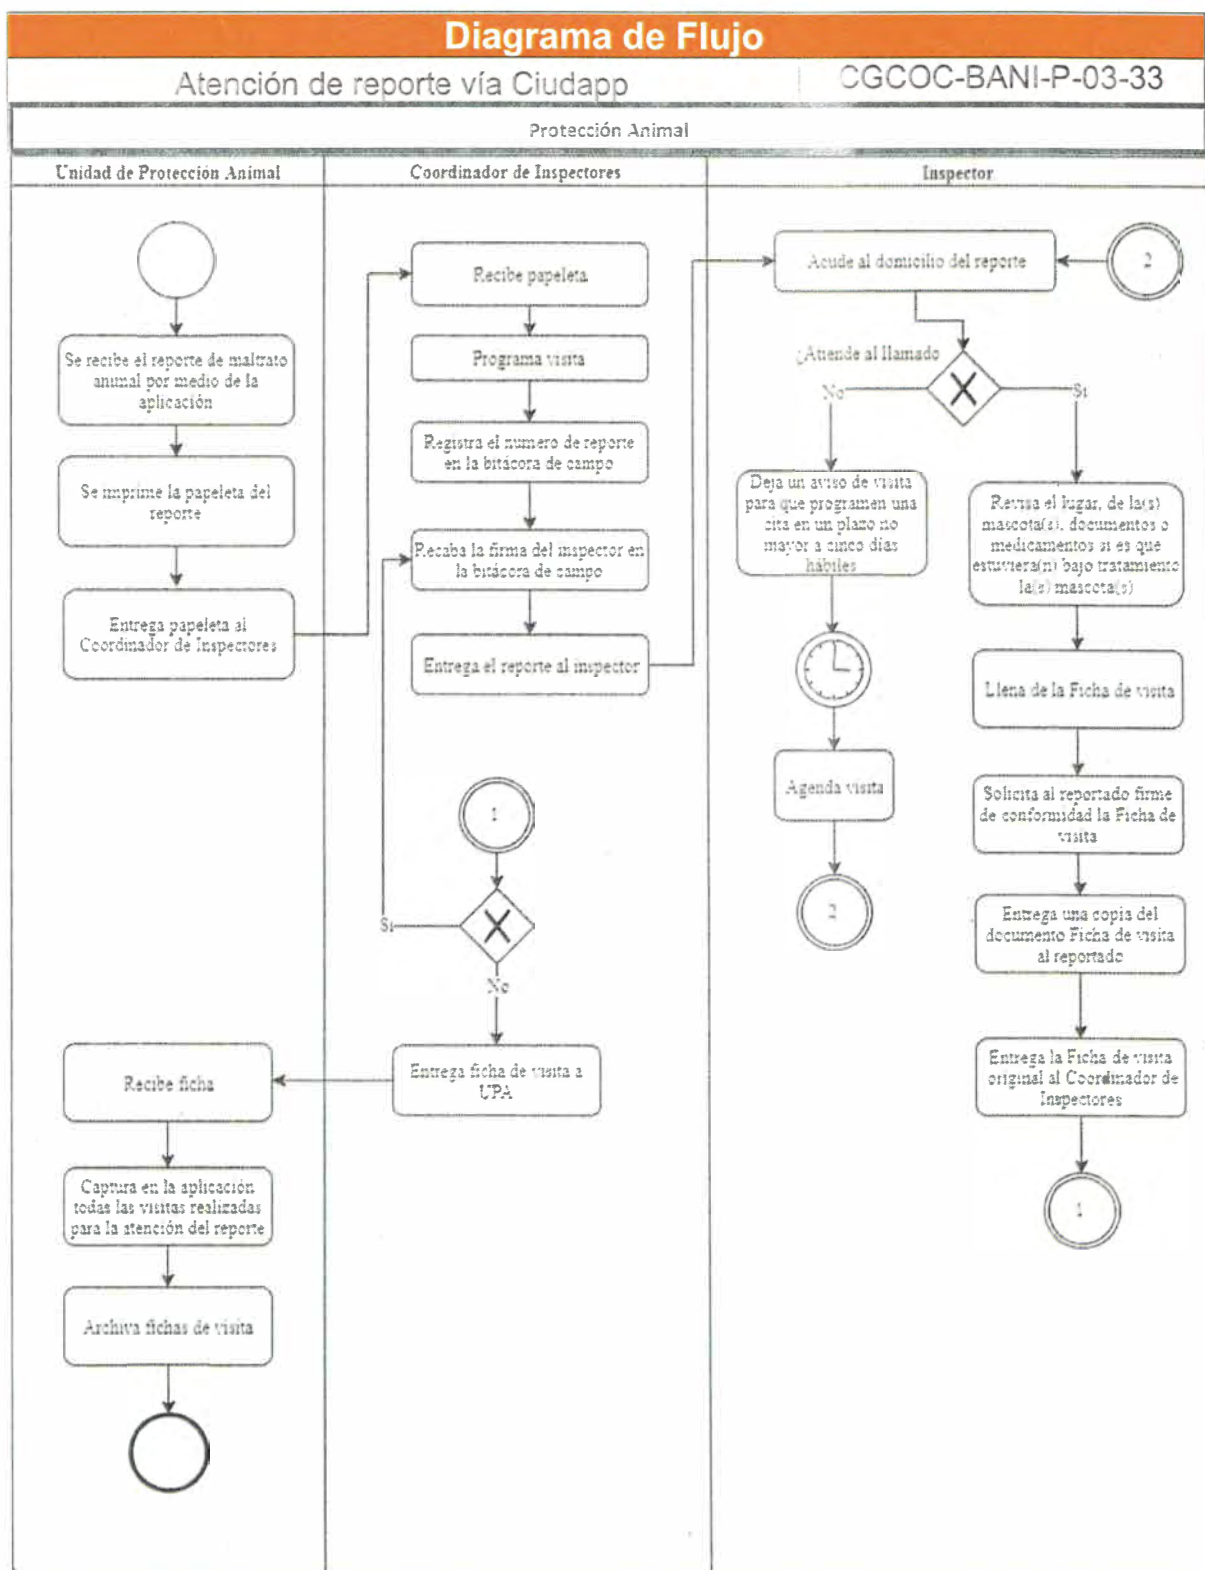 Diagrama de Flujo
Atención de reporte vía Ciudapp
CGCOC-BANI-P-03-33
Protección Animal
Unidad de Protección Animal
Coordinador de Inspectores
Inspector
Se recibe el reporte de maltrato
animal por medio de la
aplicación
Se imprime la papeleta del
reporte
Entrega papeleta al
Coordinador de Inspectores
Recibe papeleta
Programa visita
Registra el numero de reporte
en la bitácora de campo
Recaba la firma del inspector en
la bitácora de campo
Entrega el reporte al inspector
1
Si
No
Entrega ficha de visita a
UPA
Recibe ficha
Captura en la aplicación
todas las visitas realizadas
para la atención del reporte
Archiva fichas de visita
Acude al domicilio del reporte
2
¿Atiende al llamado
No
Si
Deja un aviso de visita
para que programen una
cita en un plazo no
mayor a cinco días
hábiles
Agenda visita
2
Revisa el lugar, de la(s)
mascota(s), documentos o
medicamentos si es que
estuviera(n) bajo tratamiento
la(s) mascota(s)
Llena de la Ficha de visita
Solicita al reportado firme
de conformidad la Ficha de
visita
Entrega una copia del
documento Ficha de visita
al reportado
Entrega la Ficha de visita
original al Coordinador de
Inspectores
1